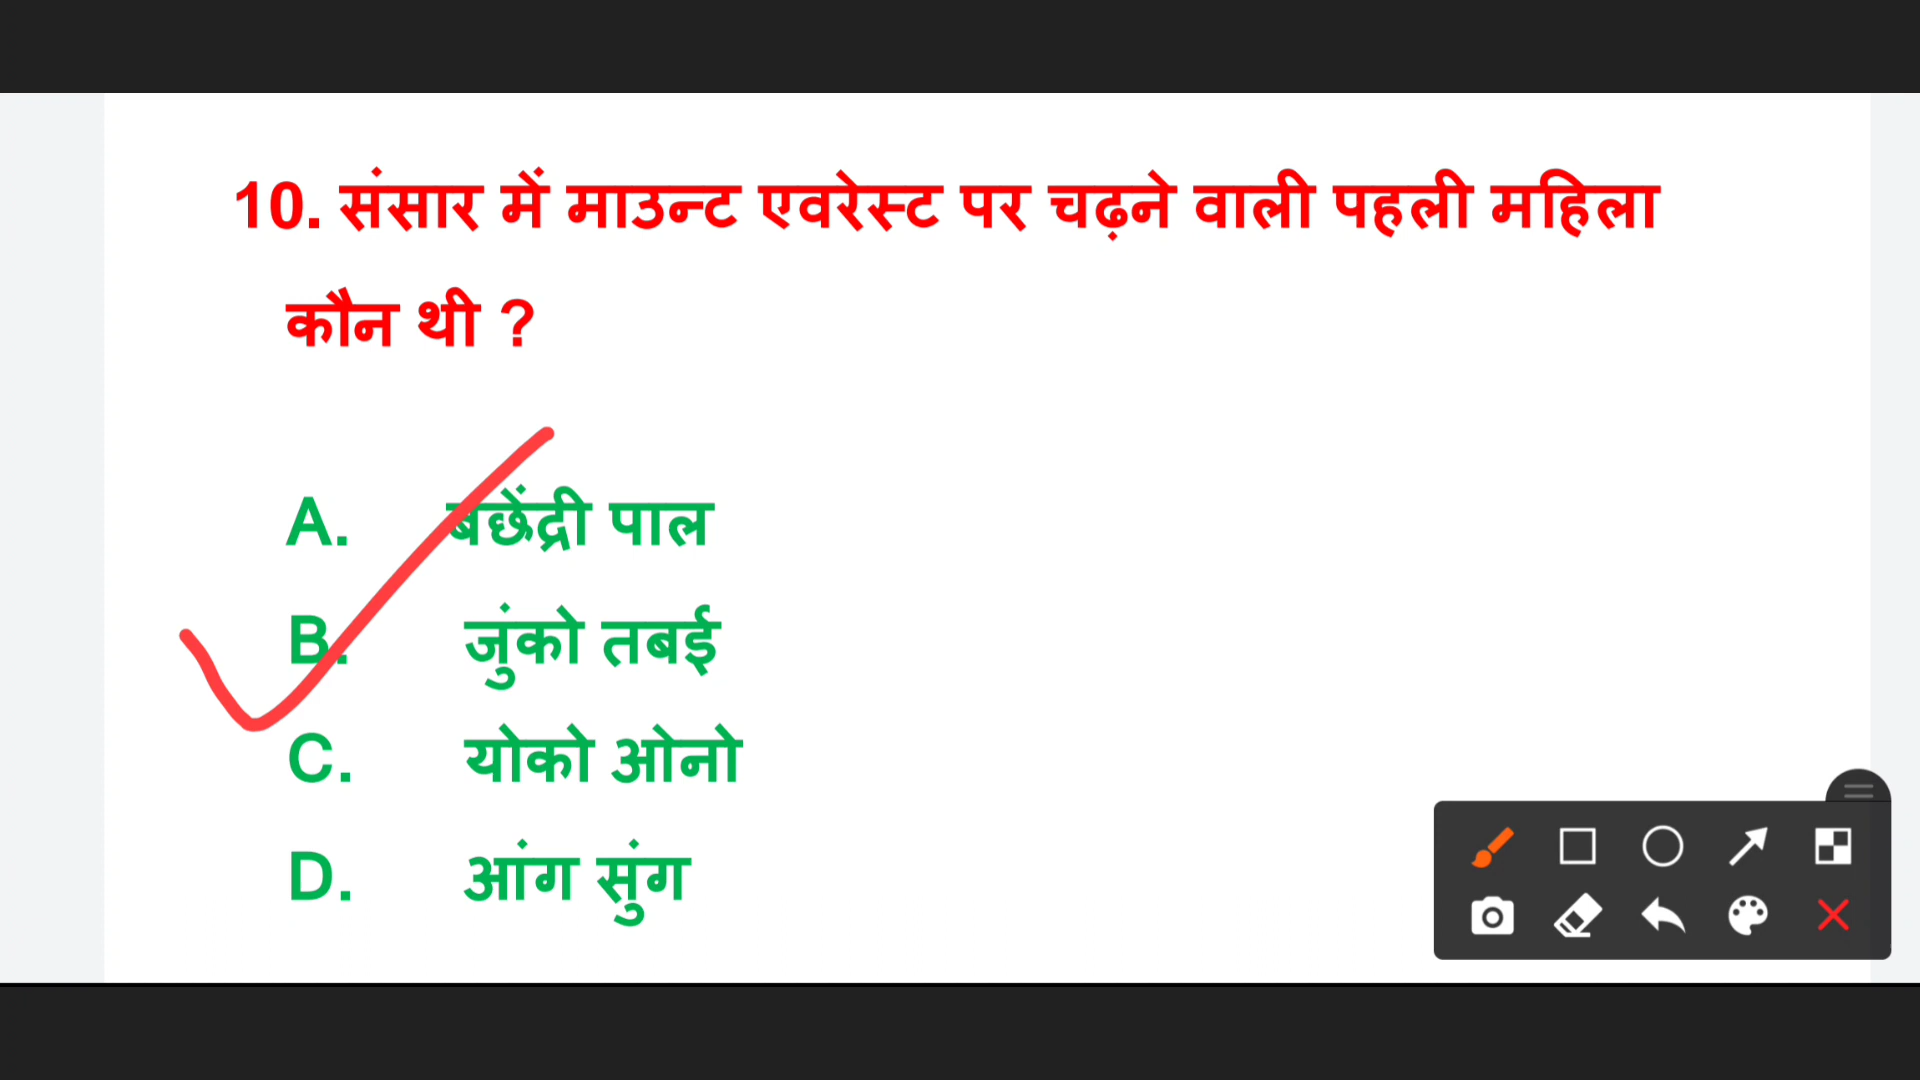 10. संसार में माउन्ट एवरेस्ट पर चढ़ने वाली पहली महिला
कौन थी ?
A. बछेंद्री पाल
B. जुंको तबई
C. योको ओनो
D. आंग सुंग